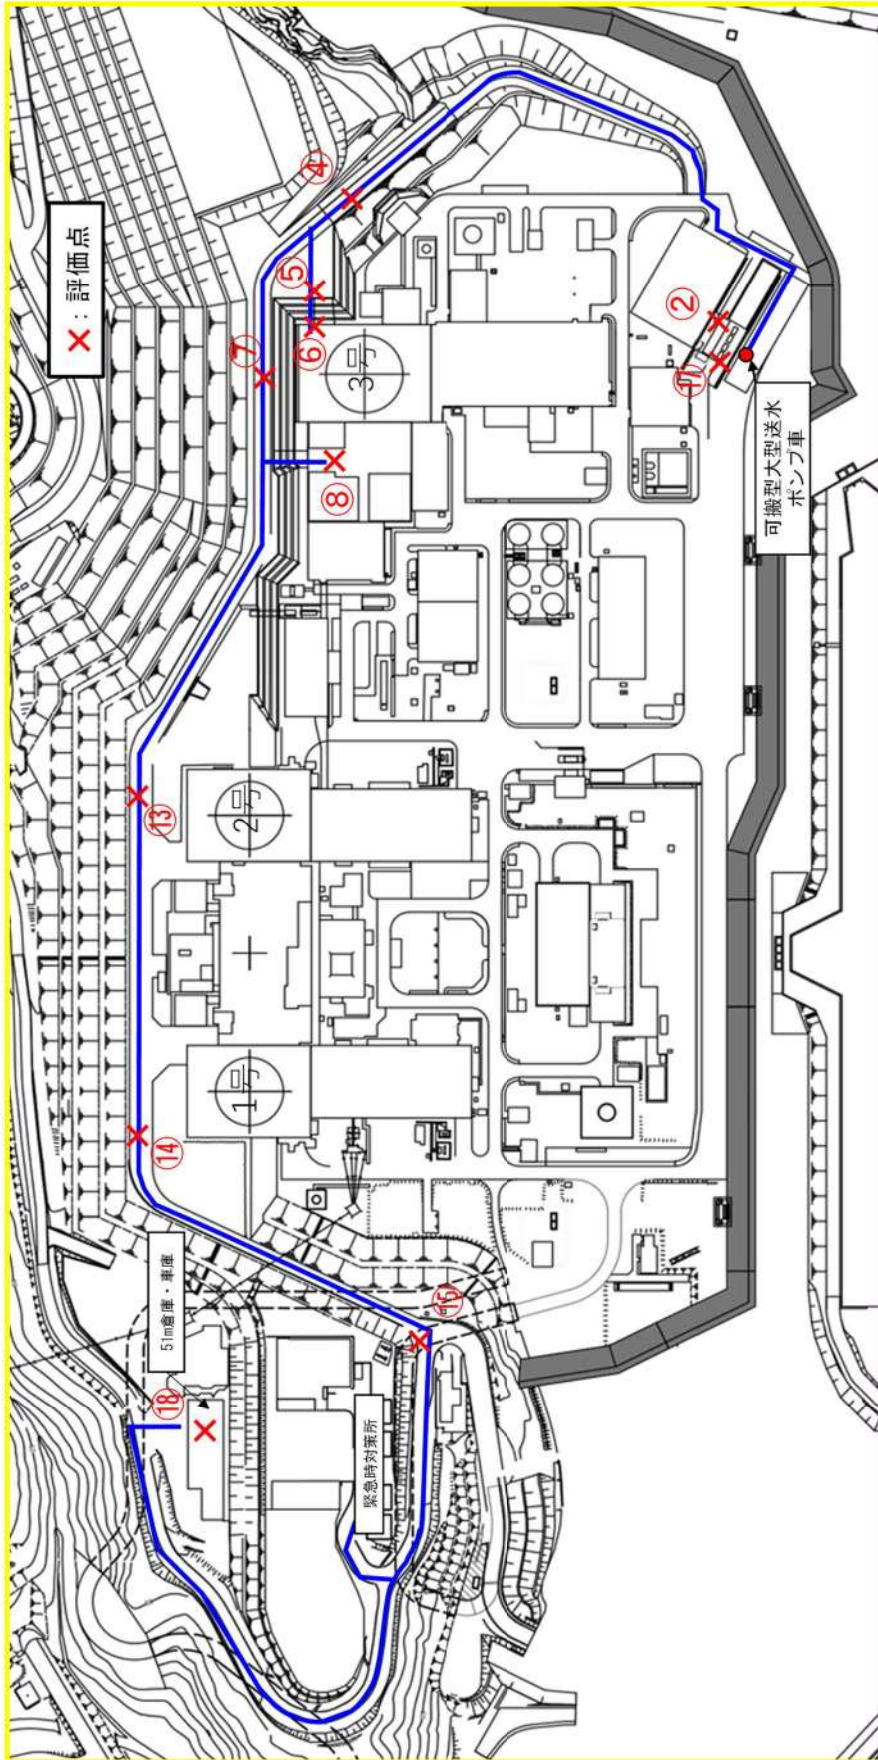 ×：評価点
④
⑤
⑥
⑦
3号
⑧
②
⑰
可搬型大型送水
ポンプ車
⑬
2号
1号
⑭
51m倉庫・車庫
⑱
⑮
緊急時対策所